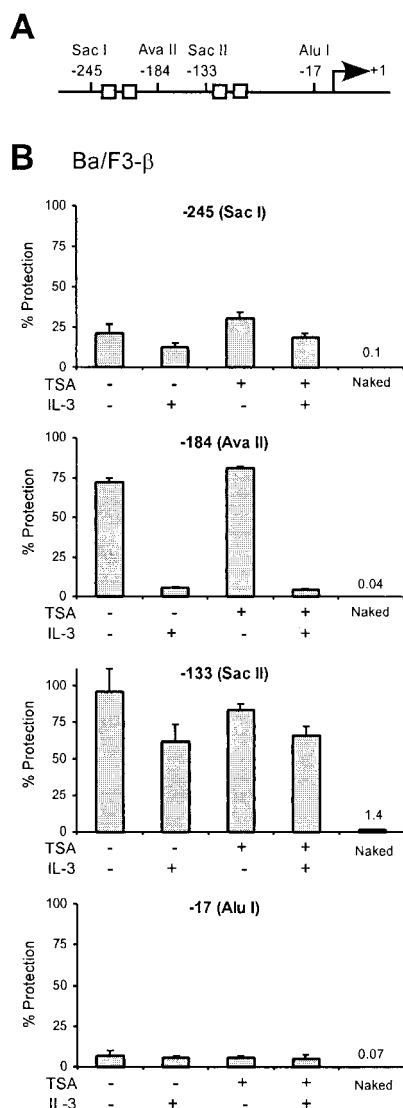 A
Sac I Ava II Sac II Alu I
-245 -184 -133 -17 +1
B Ba/F3-β
-245 (Sac I)
% Protection
100
75
50
25
0
0.1
TSA - - + + Naked
IL-3 - + - +
-184 (Ava II)
% Protection
100
75
50
25
0
0.04
TSA - - + + Naked
IL-3 - + - +
-133 (Sac II)
% Protection
100
75
50
25
0
1.4
TSA - - + + Naked
IL-3 - + - +
-17 (Alu I)
% Protection
100
75
50
25
0
0.07
TSA - - + + Naked
IL-3 - + - +